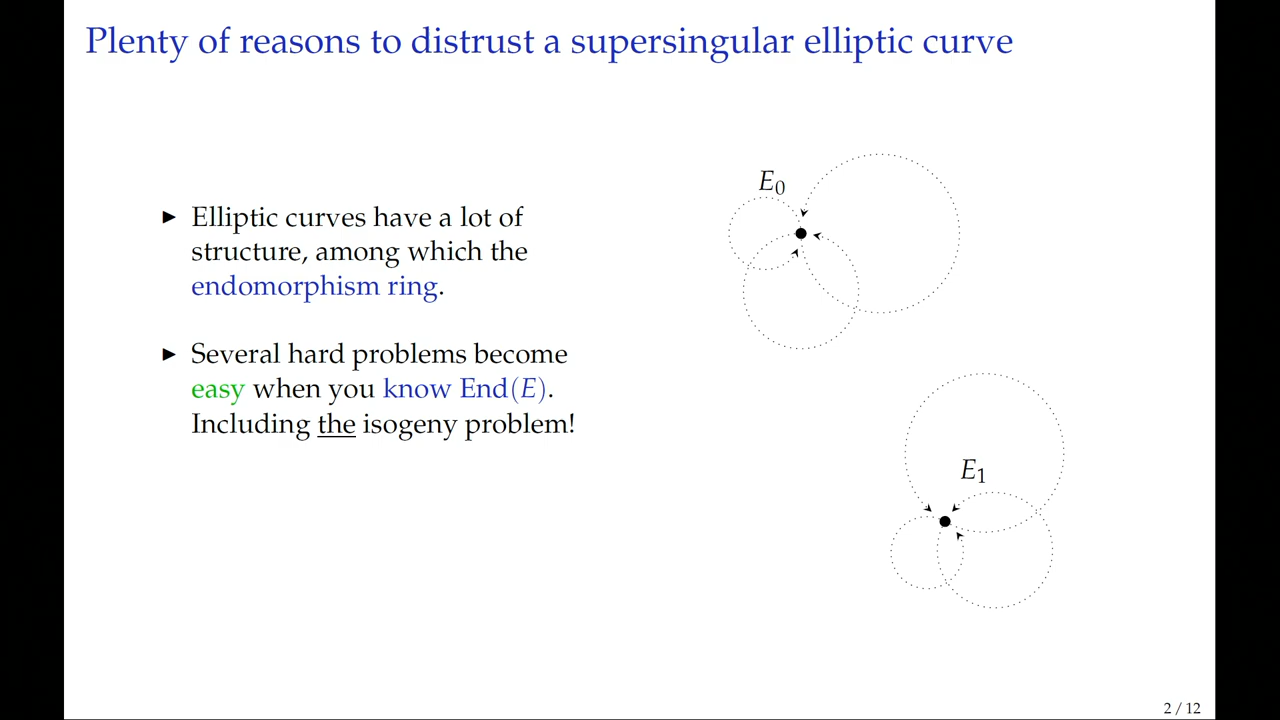 Plenty of reasons to distrust a supersingular elliptic curve
► Elliptic curves have a lot of
structure, among which the
endomorphism ring.
► Several hard problems become
easy when you know End(E).
Including the isogeny problem!
E₀
E₁
2 / 12